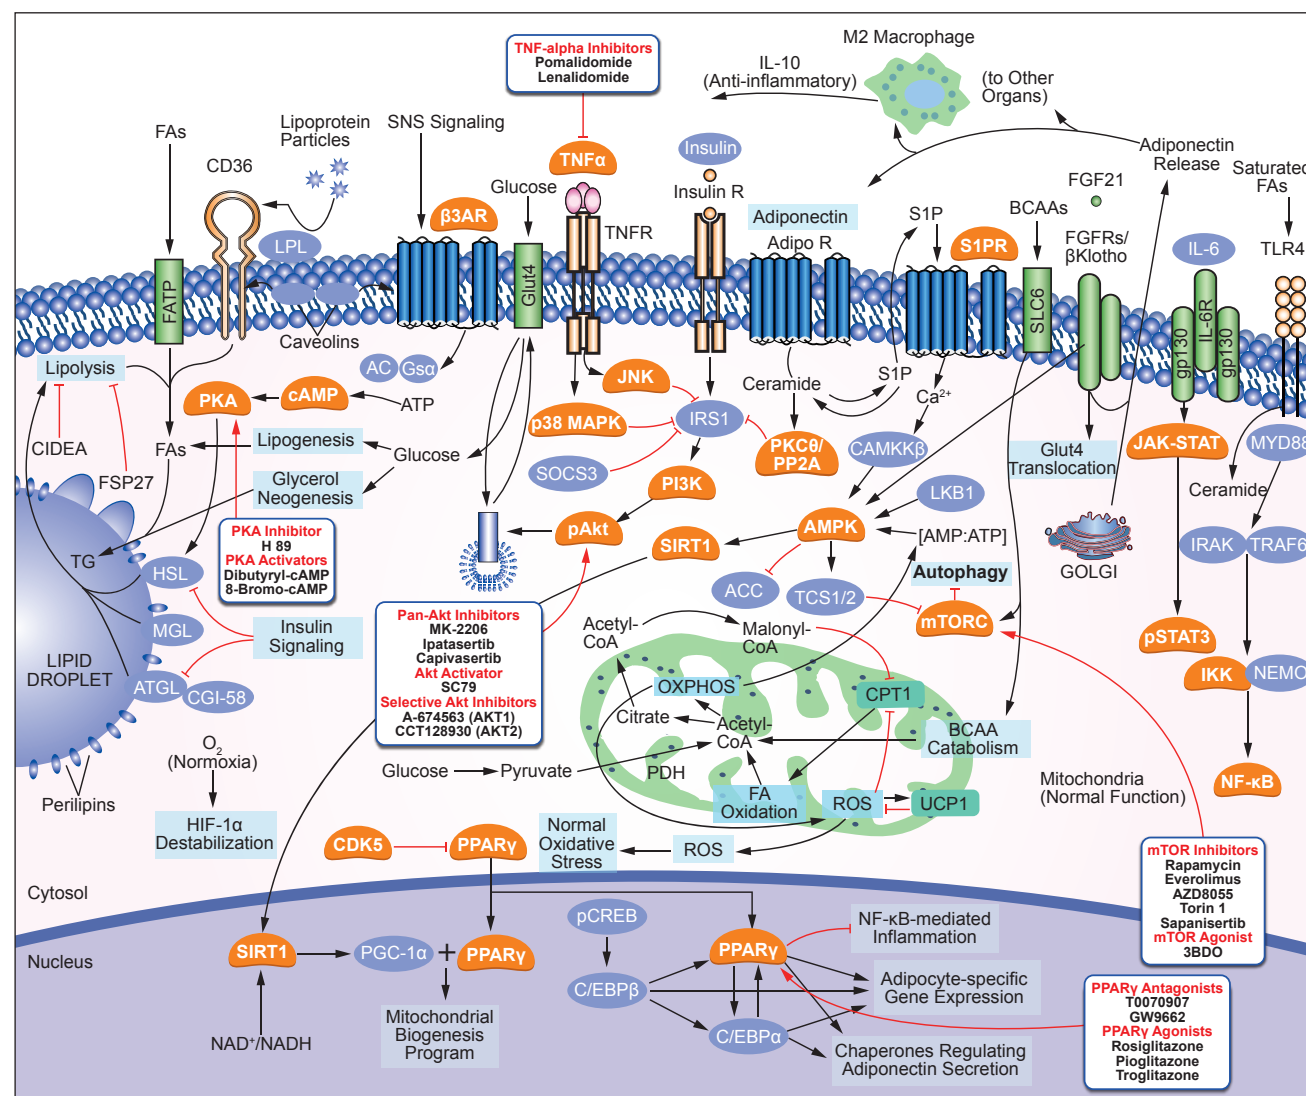 TNF-alpha Inhibitors
Pomalidomide
Lenalidomide
M2 Macrophage
IL-10
(Anti-inflammatory)
(to Other
Organs)
FAs
Lipoprotein
Particles
SNS Signaling
CD36
TNFα
Insulin
Adiponectin
Release
Saturated
FAs
Glucose
Insulin R
FGF21
LPL
β3AR
TNFR
Adiponectin
Adipo R
S1P
S1PR
BCAAs
FGFRs/
βKlotho
IL-6
TLR4
FATP
Glut4
SLC6
gp130
IL-6R
gp130
Caveolins
Lipolysis
AC
Gsα
JNK
Ceramide
S1P
Ca2+
PKA
cAMP
ATP
p38 MAPK
IRS1
PKCθ/
PP2A
CAMKKβ
JAK-STAT
MYD88
CIDEA
FAs
Lipogenesis
Glucose
Glut4
Translocation
FSP27
Glycerol
Neogenesis
SOCS3
PI3K
LKB1
Ceramide
PKA Inhibitor
H 89
PKA Activators
Dibutyryl-cAMP
8-Bromo-cAMP
pAkt
SIRT1
AMPK
[AMP:ATP]
GOLGI
IRAK
TRAF6
TG
HSL
Autophagy
ACC
TCS1/2
mTORC
MGL
Insulin
Signaling
Pan-Akt Inhibitors
MK-2206
Ipatasertib
Capivasertib
Akt Activator
SC79
Selective Akt Inhibitors
A-674563 (AKT1)
CCT128930 (AKT2)
Acetyl-
CoA
Malonyl-
CoA
pSTAT3
LIPID
DROPLET
ATGL
CGI-58
OXPHOS
CPT1
IKK
NEMO
Citrate
Acetyl-
CoA
BCAA
Catabolism
O2
(Normoxia)
Glucose
Pyruvate
PDH
Mitochondria
(Normal Function)
NF-κB
Perilipins
FA
Oxidation
ROS
UCP1
HIF-1α
Destabilization
CDK5
PPARγ
Normal
Oxidative
Stress
ROS
mTOR Inhibitors
Rapamycin
Everolimus
AZD8055
Torin 1
Sapanisertib
mTOR Agonist
3BDO
Cytosol
Nucleus
SIRT1
PGC-1α
+
PPARγ
pCREB
PPARγ
NF-κB-mediated
Inflammation
C/EBPβ
Adipocyte-specific
Gene Expression
PPARγ Antagonists
T0070907
GW9662
PPARγ Agonists
Rosiglitazone
Pioglitazone
Troglitazone
NAD+/NADH
Mitochondrial
Biogenesis
Program
C/EBPα
Chaperones Regulating
Adiponectin Secretion